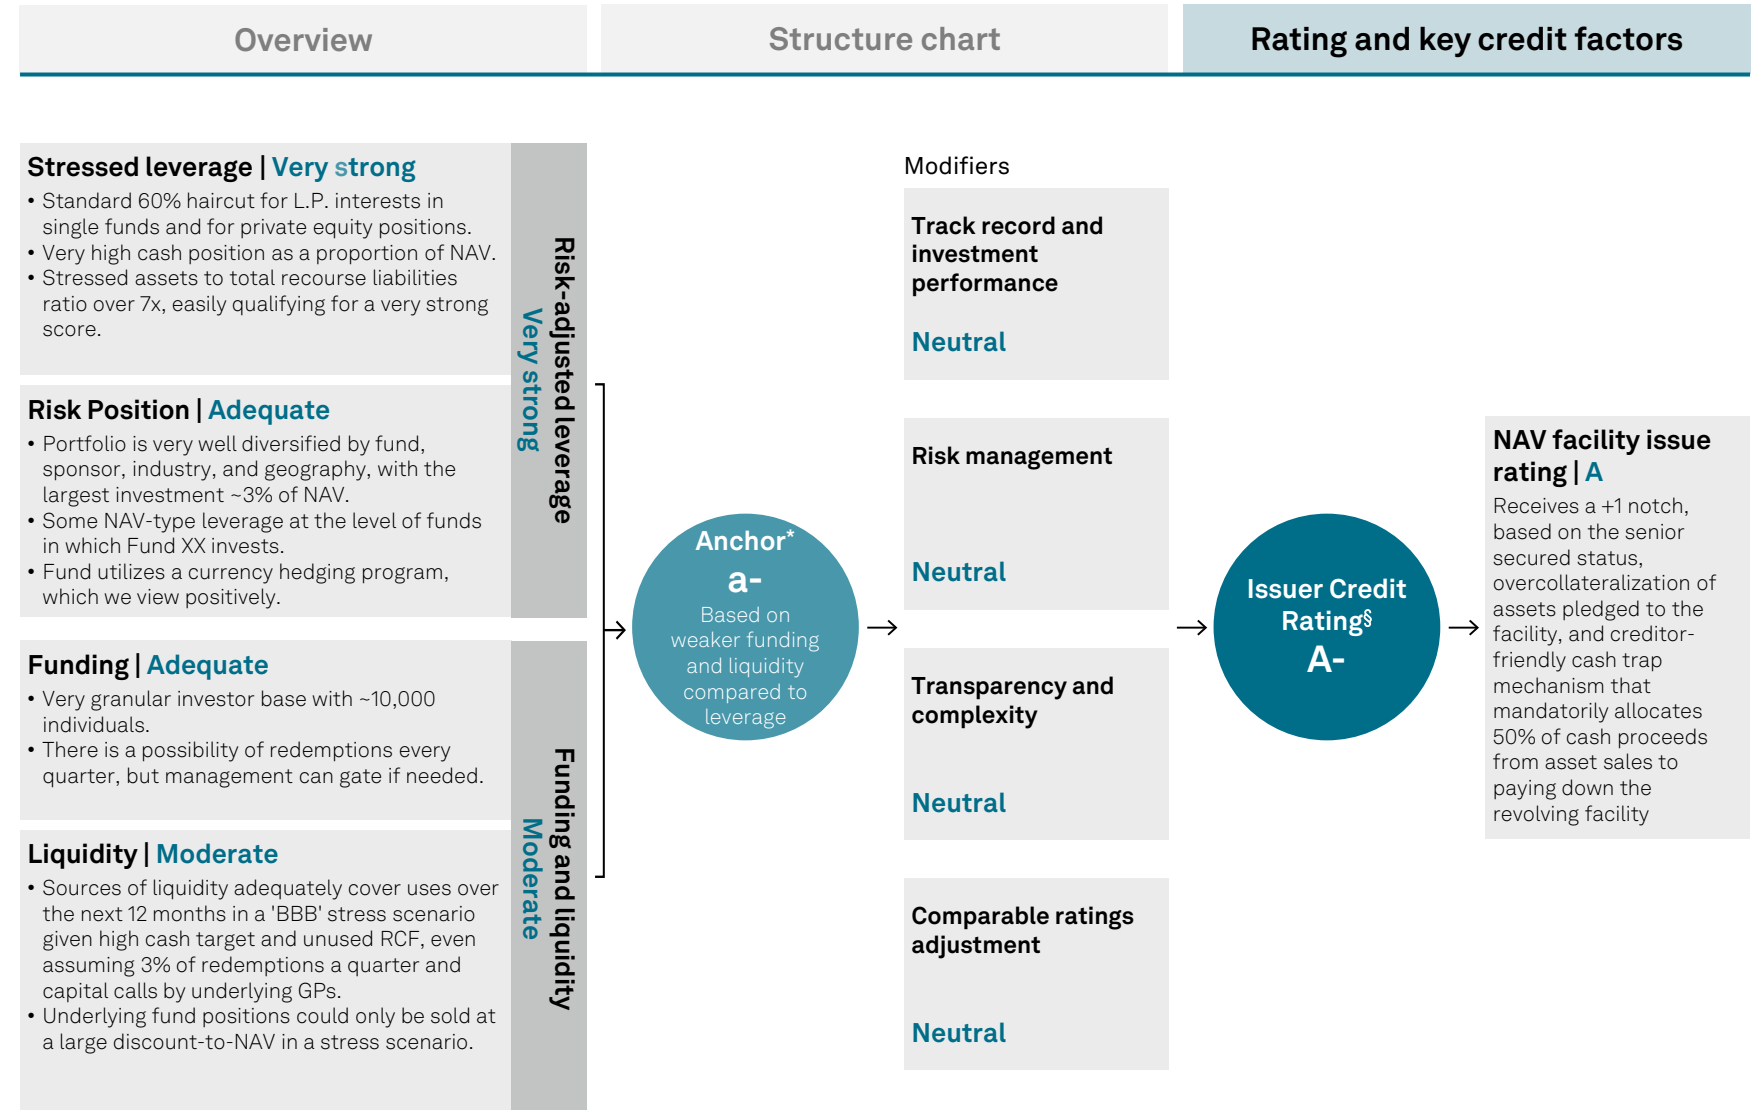 Overview
Structure chart
Rating and key credit factors
Stressed leverage | Very strong
• Standard 60% haircut for L.P. interests in
single funds and for private equity positions.
• Very high cash position as a proportion of NAV.
• Stressed assets to total recourse liabilities
ratio over 7x, easily qualifying for a very strong
score.
Risk Position | Adequate
• Portfolio is very well diversified by fund,
sponsor, industry, and geography, with the
largest investment ~3% of NAV.
• Some NAV-type leverage at the level of funds
in which Fund XX invests.
• Fund utilizes a currency hedging program,
which we view positively.
Risk-adjusted leverage
Very strong
Funding | Adequate
• Very granular investor base with ~10,000
individuals.
• There is a possibility of redemptions every
quarter, but management can gate if needed.
Liquidity | Moderate
• Sources of liquidity adequately cover uses over
the next 12 months in a 'BBB' stress scenario
given high cash target and unused RCF, even
assuming 3% of redemptions a quarter and
capital calls by underlying GPs.
• Underlying fund positions could only be sold at
a large discount-to-NAV in a stress scenario.
Funding and liquidity
Moderate
Anchor*
a-
Based on
weaker funding
and liquidity
compared to
leverage
Modifiers
Track record and
investment
performance
Neutral
Risk management
Neutral
Transparency and
complexity
Neutral
Comparable ratings
adjustment
Neutral
Issuer Credit
Rating§
A-
NAV facility issue
rating | A
Receives a +1 notch,
based on the senior
secured status,
overcollateralization of
assets pledged to the
facility, and creditor-
friendly cash trap
mechanism that
mandatorily allocates
50% of cash proceeds
from asset sales to
paying down the
revolving facility